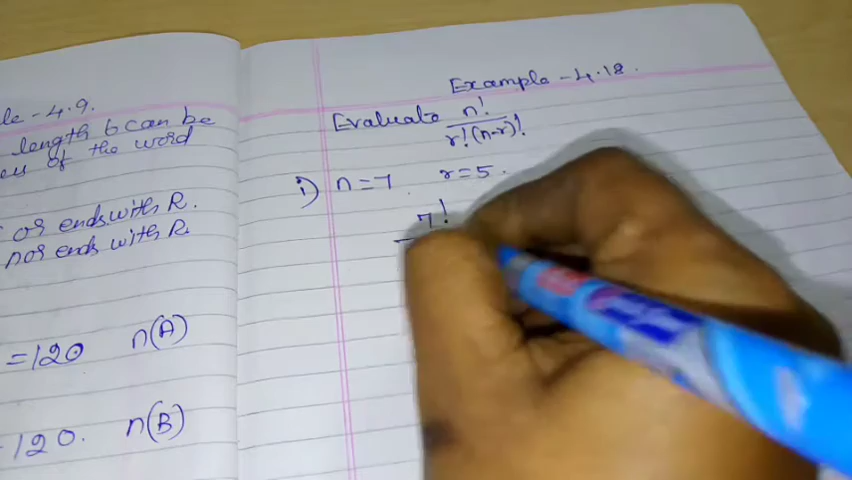 le - 4.9.
length 6 can be
of the word
or ends with R.
nor ends with R.
=120 n(A)
-120. n(B)
Example - 4.18.
Evaluate n!
r!(n-r)!
i) n=7 r=5.
7!